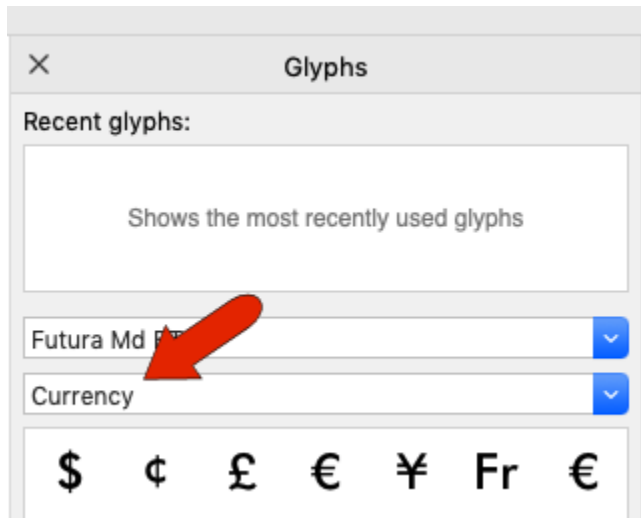 Glyphs
Recent glyphs:
Shows the most recently used glyphs
Futura Md
Currency
$ ¢ £ € ¥ Fr €